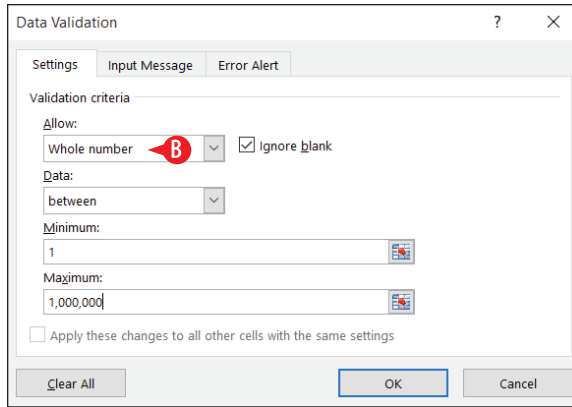 Data Validation ? ×
Settings Input Message Error Alert
Validation criteria
Allow:
Whole number B Ignore blank
Data:
between
Minimum:
1
Maximum:
1,000,000
Apply these changes to all other cells with the same settings
Clear All OK Cancel